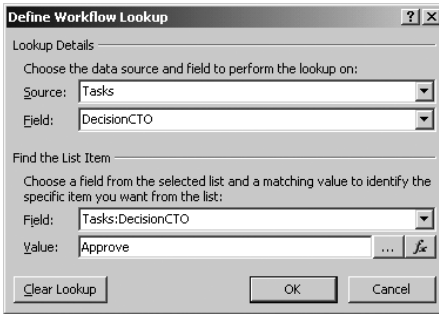 Define Workflow Lookup
Lookup Details
Choose the data source and field to perform the lookup on:
Source: Tasks
Field: DecisionCTO
Find the List Item
Choose a field from the selected list and a matching value to identify the
specific item you want from the list:
Field: Tasks:DecisionCTO
Value: Approve ... fx
Clear Lookup OK Cancel